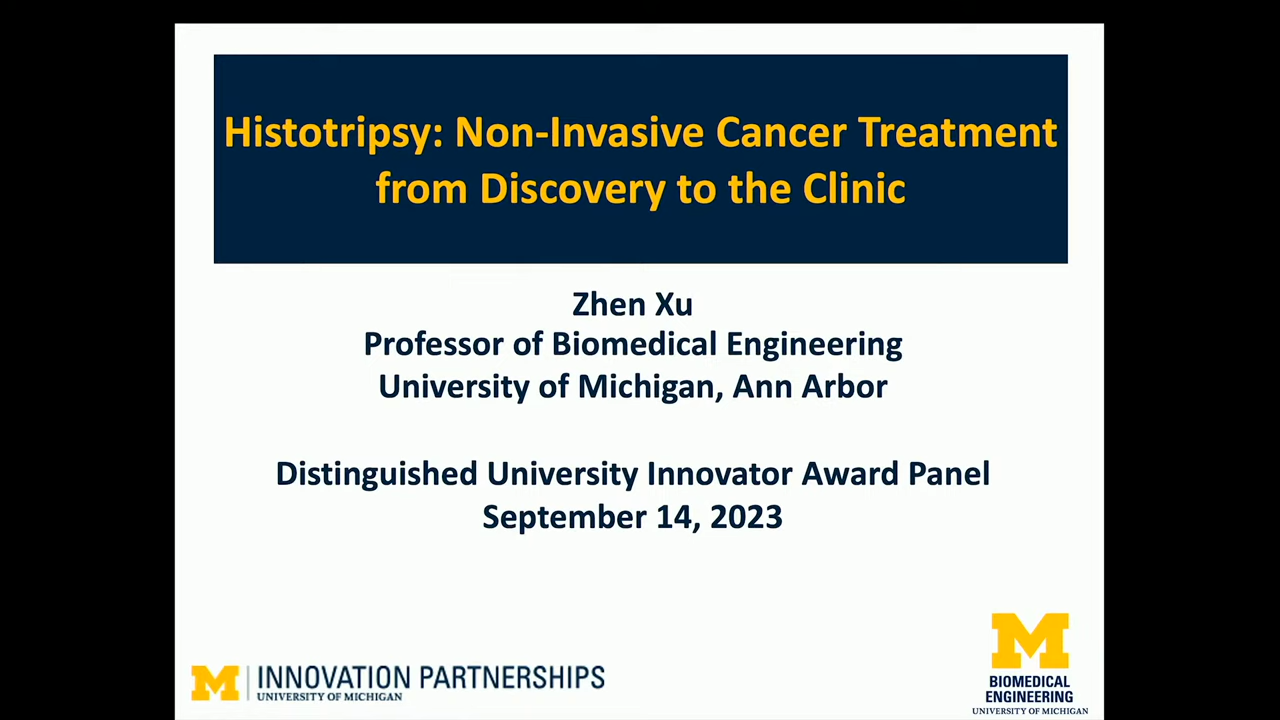 Histotripsy: Non-Invasive Cancer Treatment
from Discovery to the Clinic
Zhen Xu
Professor of Biomedical Engineering
University of Michigan, Ann Arbor
Distinguished University Innovator Award Panel
September 14, 2023
M INNOVATION PARTNERSHIPS
UNIVERSITY OF MICHIGAN
M
BIOMEDICAL
ENGINEERING
UNIVERSITY OF MICHIGAN